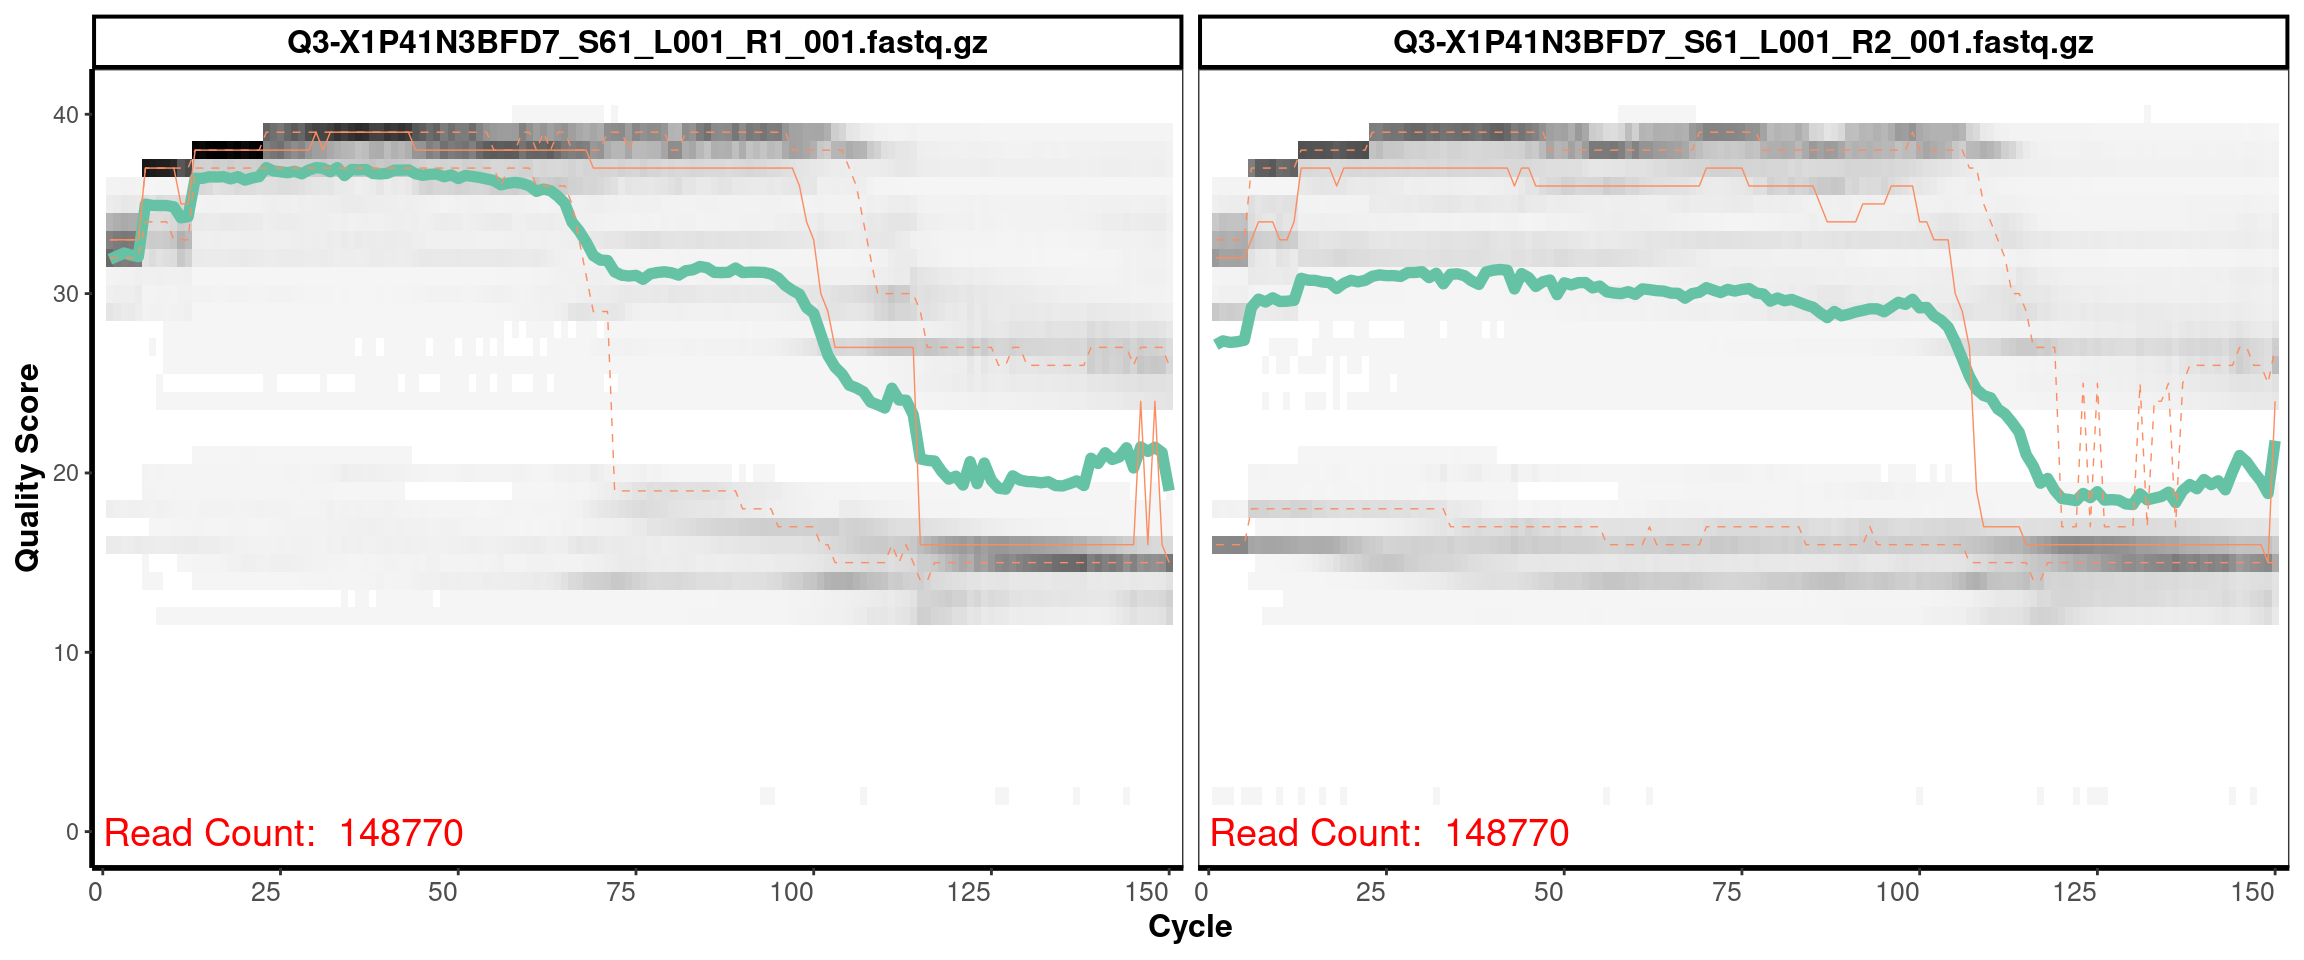 Q3-X1P41N3BFD7_S61_L001_R1_001.fastq.gz
Q3-X1P41N3BFD7_S61_L001_R2_001.fastq.gz
Quality Score
40
30
20
10
0
Read Count: 148770
Read Count: 148770
0 25 50 75 100 125 150
0 25 50 75 100 125 150
Cycle